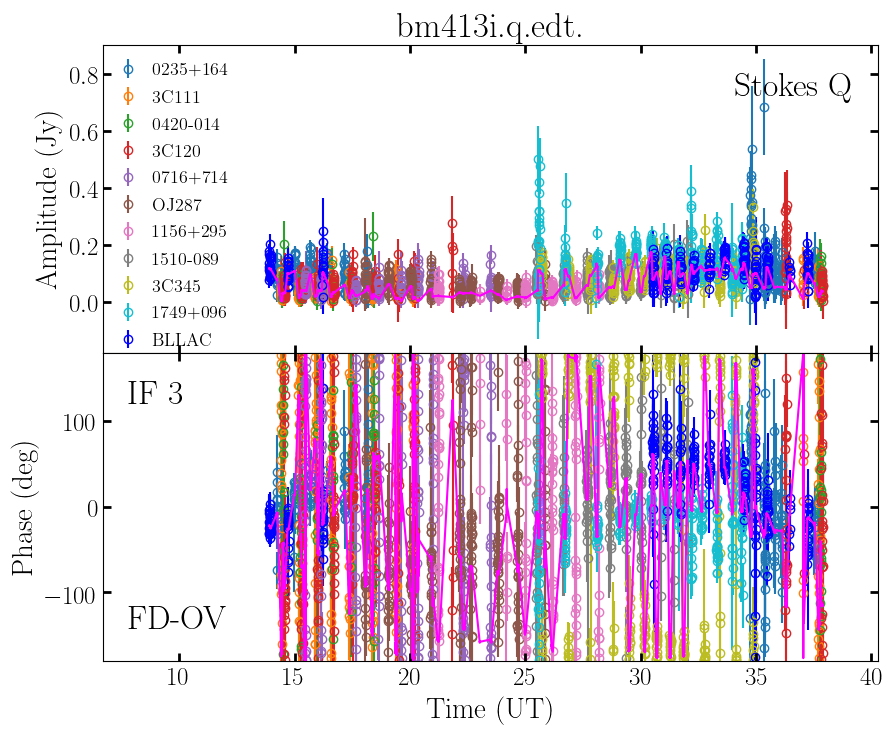 bm413i.q.edt.
Stokes Q
Amplitude (Jy)
0.8
0.6
0.4
0.2
0.0
0235+164
3C111
0420-014
3C120
0716+714
OJ287
1156+295
1510-089
3C345
1749+096
BLLAC
IF 3
FD-OV
Phase (deg)
100
0
−100
10 15 20 25 30 35 40
Time (UT)